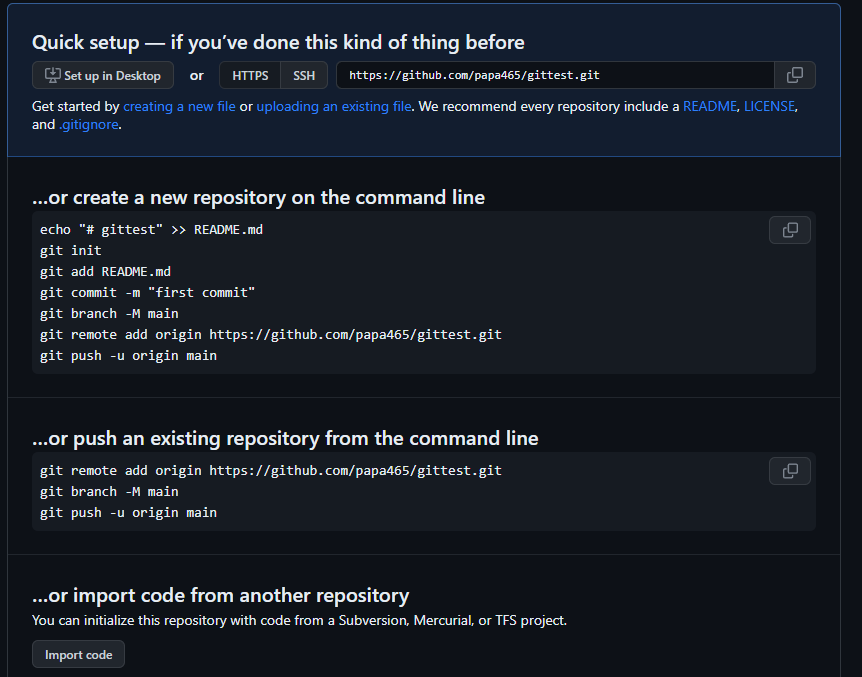 Quick setup — if you’ve done this kind of thing before
Set up in Desktop or HTTPS SSH https://github.com/papa465/gittest.git
Get started by creating a new file or uploading an existing file. We recommend every repository include a README, LICENSE,
and .gitignore.
…or create a new repository on the command line
echo "# gittest" >> README.md
git init
git add README.md
git commit -m "first commit"
git branch -M main
git remote add origin https://github.com/papa465/gittest.git
git push -u origin main
…or push an existing repository from the command line
git remote add origin https://github.com/papa465/gittest.git
git branch -M main
git push -u origin main
…or import code from another repository
You can initialize this repository with code from a Subversion, Mercurial, or TFS project.
Import code